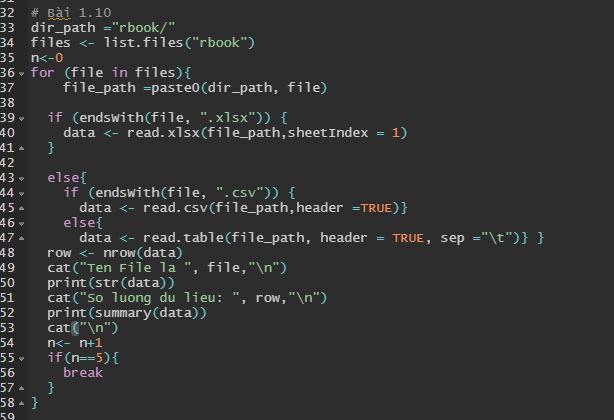 32 # Bài 1.10
33 dir_path ="rbook/"
34 files <- list.files("rbook")
35 n<-0
36 for (file in files){
37 file_path =paste0(dir_path, file)
38
39 if (endsWith(file, ".xlsx")) {
40 data <- read.xlsx(file_path,sheetIndex = 1)
41 }
42
43 else{
44 if (endsWith(file, ".csv")) {
45 data <- read.csv(file_path,header =TRUE)}
46 else{
47 data <- read.table(file_path, header = TRUE, sep ="\t")} }
48 row <- nrow(data)
49 cat("Ten File la ", file,"\n")
50 print(str(data))
51 cat("So luong du lieu: ", row,"\n")
52 print(summary(data))
53 cat("\n")
54 n<- n+1
55 if(n==5){
56 break
57 }
58 }